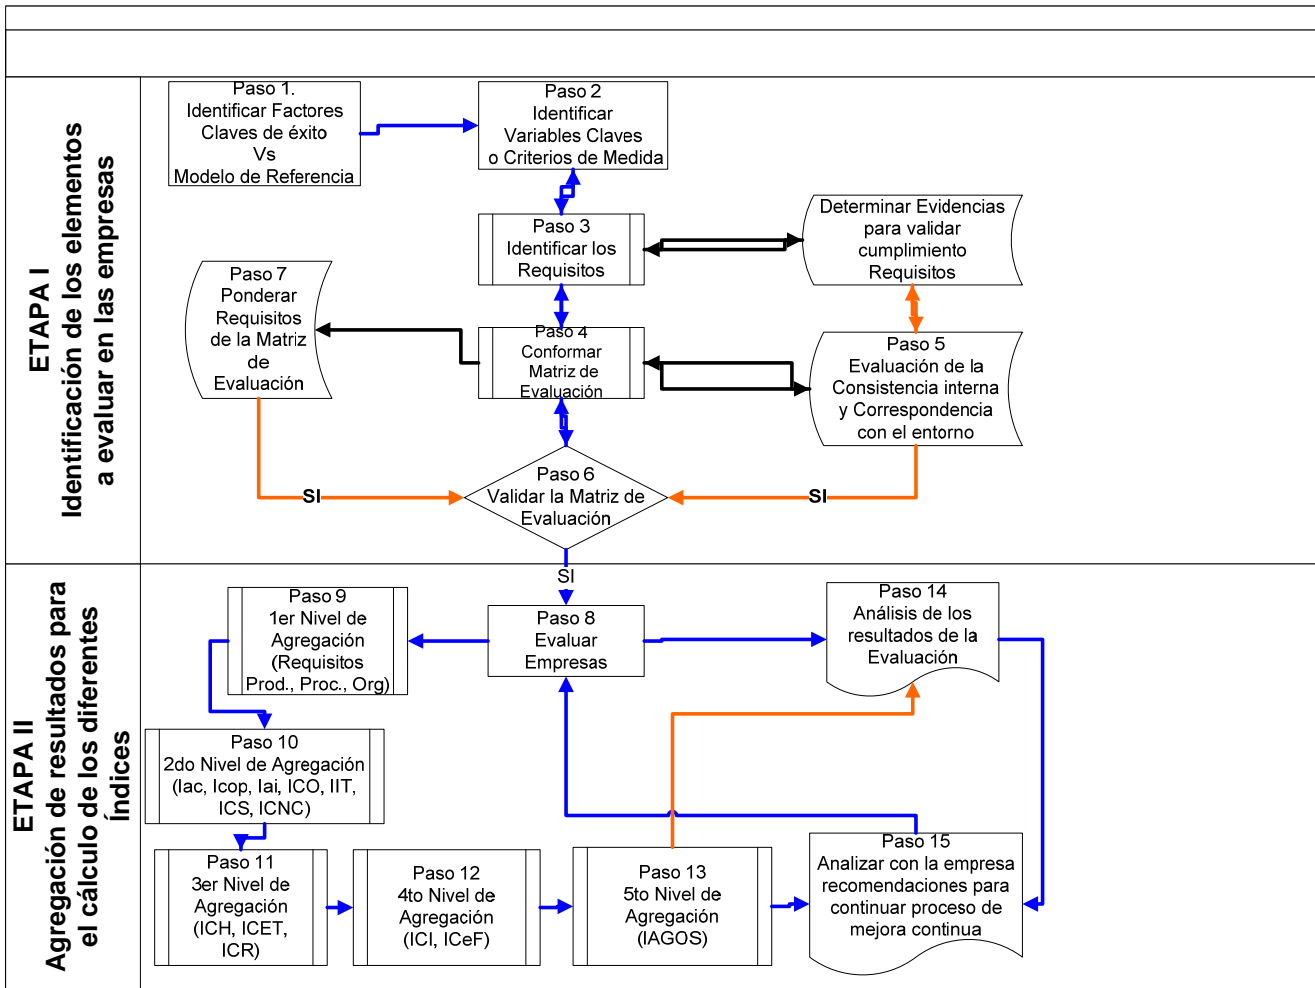 ETAPA I
Identificación de los elementos
a evaluar en las empresas
Paso 1.
Identificar Factores
Claves de éxito
Vs
Modelo de Referencia
Paso 2
Identificar
Variables Claves
o Criterios de Medida
Paso 3
Identificar los
Requisitos
Determinar Evidencias
para validar
cumplimiento
Requisitos
Paso 7
Ponderar
Requisitos
de la Matriz
de
Evaluación
Paso 4
Conformar
Matriz de
Evaluación
Paso 5
Evaluación de la
Consistencia interna
y Correspondencia
con el entorno
Paso 6
Validar la Matriz de
Evaluación
SI
SI
SI
ETAPA II
Agregación de resultados para
el cálculo de los diferentes
Índices
Paso 9
1er Nivel de
Agregación
(Requisitos
Prod., Proc., Org)
Paso 8
Evaluar
Empresas
Paso 14
Análisis de los
resultados de la
Evaluación
Paso 10
2do Nivel de Agregación
(Iac, Icop, Iai, ICO, IIT,
ICS, ICNC)
Paso 11
3er Nivel de
Agregación
(ICH, ICET,
ICR)
Paso 12
4to Nivel de
Agregación
(ICI, ICeF)
Paso 13
5to Nivel de
Agregación
(IAGOS)
Paso 15
Analizar con la empresa
recomendaciones para
continuar proceso de
mejora continua